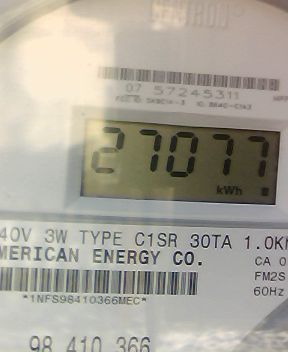 CENTRON
07 57245311
27077
kWh
40V 3W TYPE C1SR 30TA 1.0K
MERICAN ENERGY CO.
CA 0
FM2S
*1NFS98410366MEC*
60Hz
98 410 366